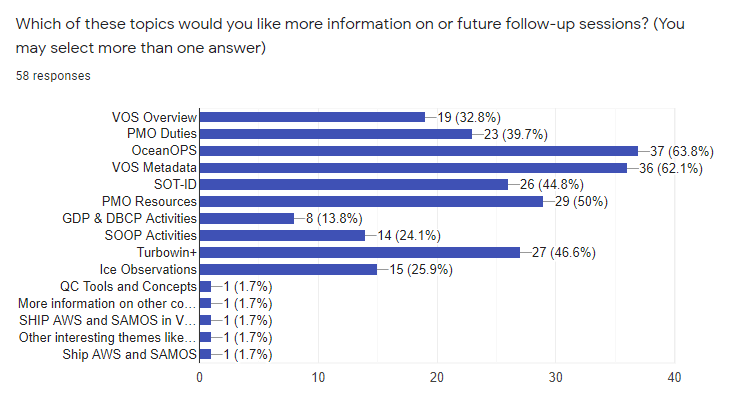 Which of these topics would you like more information on or future follow-up sessions? (You
may select more than one answer)
58 responses
VOS Overview 19 (32.8%)
PMO Duties 23 (39.7%)
OceanOPS 37 (63.8%)
VOS Metadata 36 (62.1%)
SOT-ID 26 (44.8%)
PMO Resources 29 (50%)
GDP & DBCP Activities 8 (13.8%)
SOOP Activities 14 (24.1%)
Turbowin+ 27 (46.6%)
Ice Observations 15 (25.9%)
QC Tools and Concepts 1 (1.7%)
More information on other co... 1 (1.7%)
SHIP AWS and SAMOS in V... 1 (1.7%)
Other interesting themes like... 1 (1.7%)
Ship AWS and SAMOS 1 (1.7%)
0 10 20 30 40